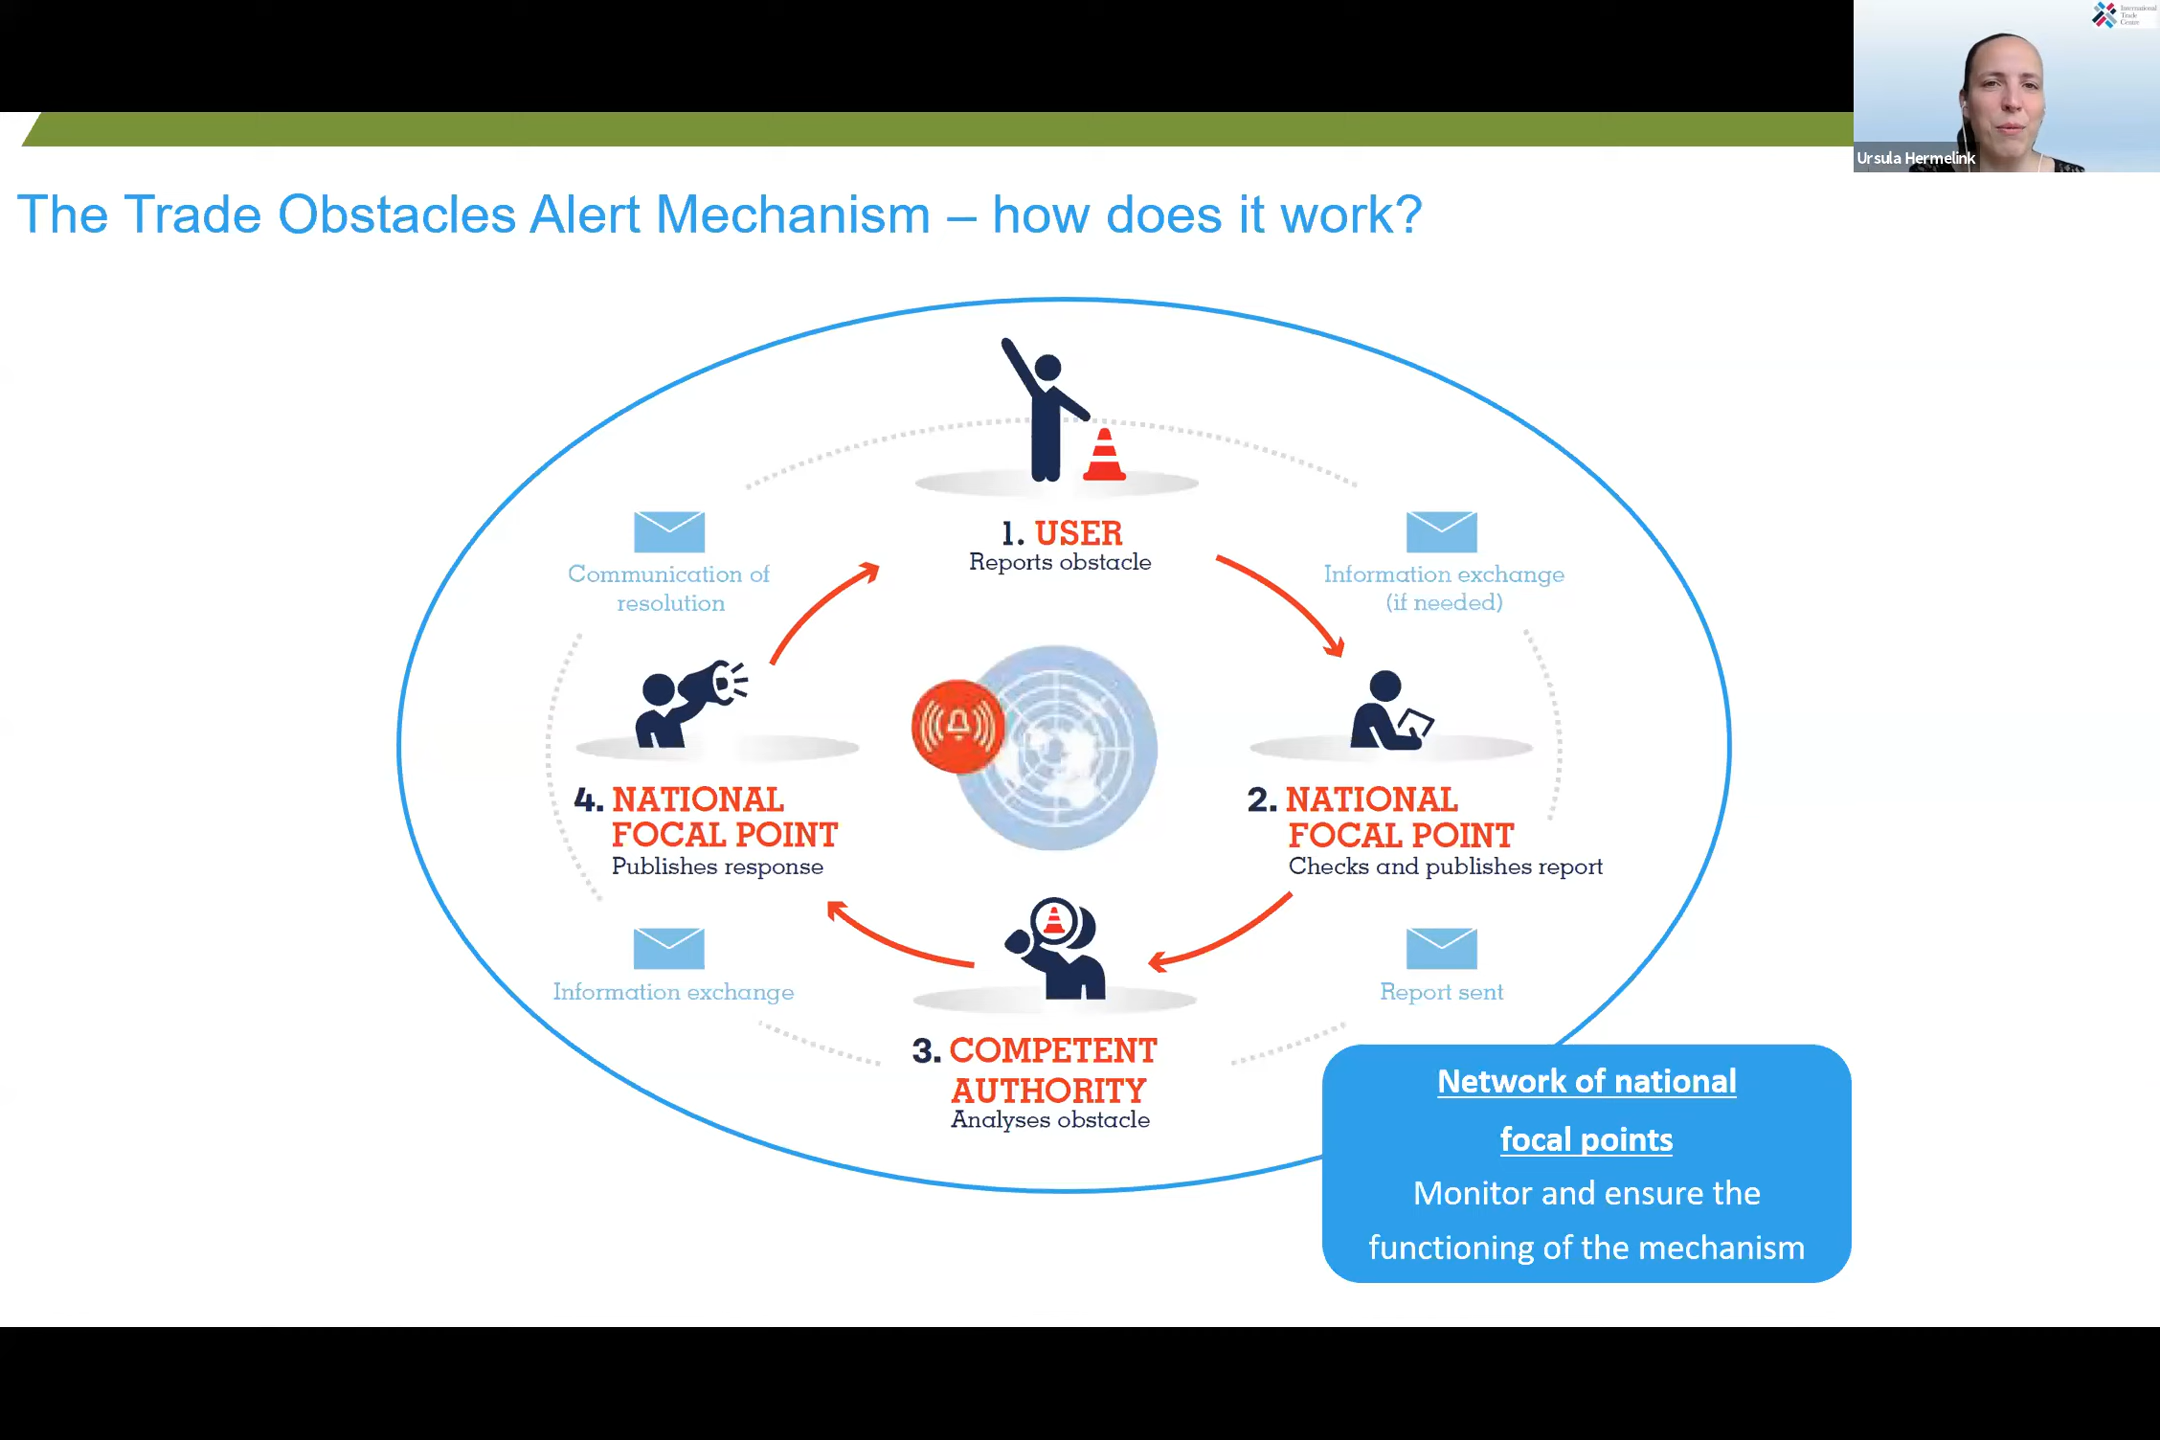 International
Trade
Centre
Ursula Hermelink
The Trade Obstacles Alert Mechanism – how does it work?
1. USER
Reports obstacle
Communication of
resolution
Information exchange
(if needed)
4. NATIONAL
FOCAL POINT
Publishes response
2. NATIONAL
FOCAL POINT
Checks and publishes report
Information exchange
Report sent
3. COMPETENT
AUTHORITY
Analyses obstacle
Network of national
focal points
Monitor and ensure the
functioning of the mechanism